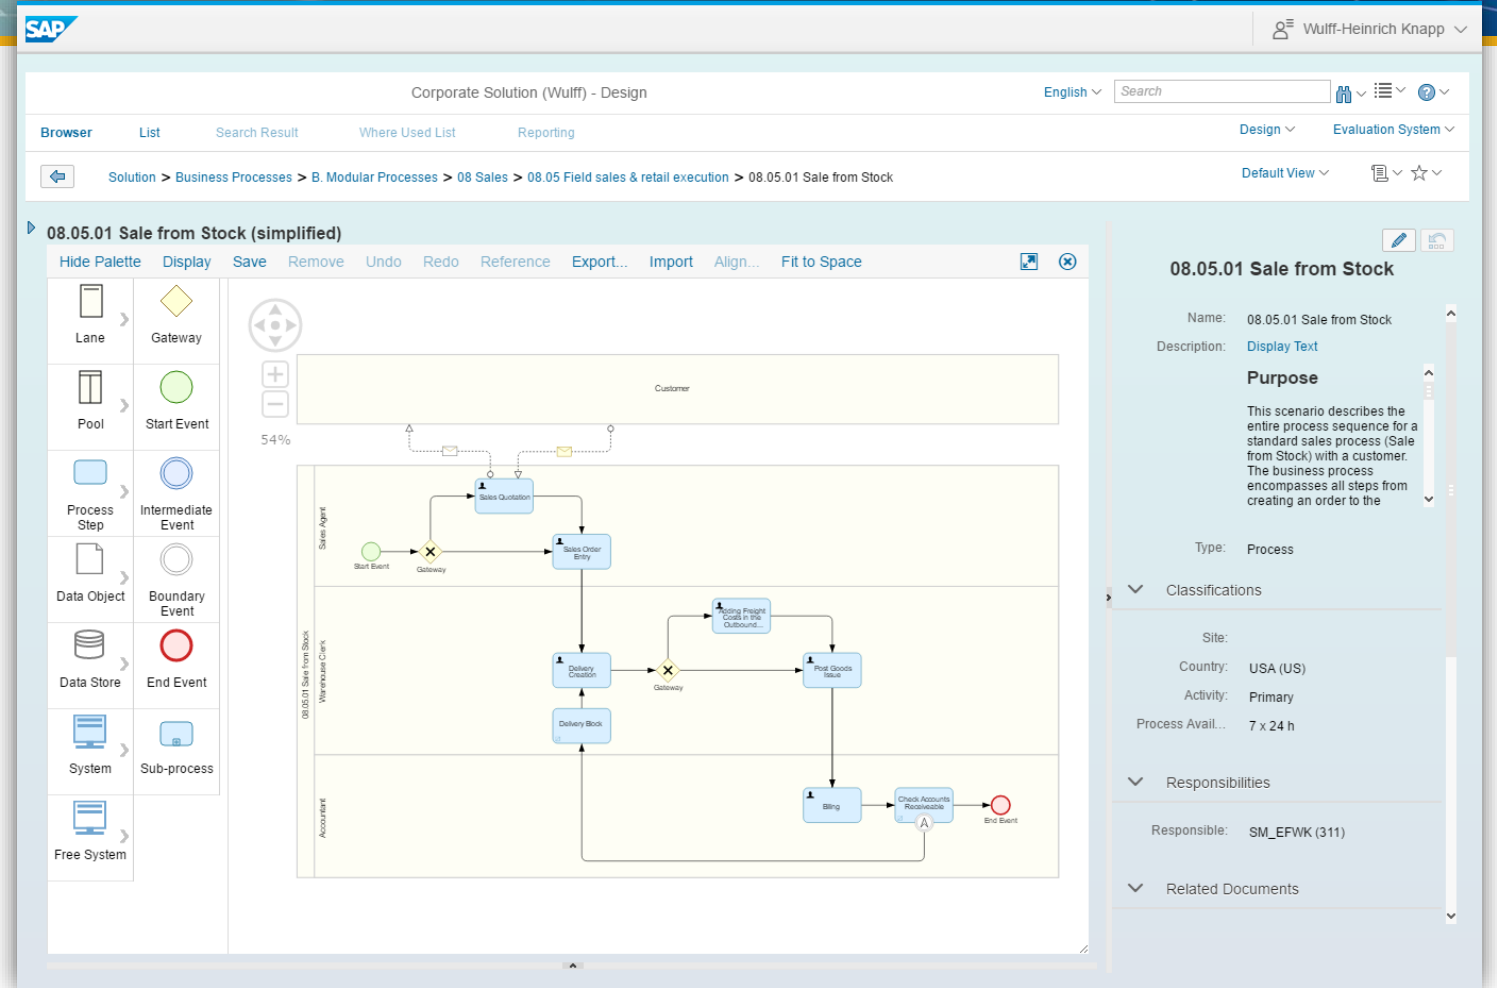 SAP
Wulff-Heinrich Knapp
Corporate Solution (Wulff) - Design
English
Search
Browser
List
Search Result
Where Used List
Reporting
Design
Evaluation System
Solution > Business Processes > B. Modular Processes > 08 Sales > 08.05 Field sales & retail execution > 08.05.01 Sale from Stock
Default View
08.05.01 Sale from Stock (simplified)
Hide Palette
Display
Save
Remove
Undo
Redo
Reference
Export...
Import
Align...
Fit to Space
Lane
Gateway
Pool
Start Event
Process
Step
Intermediate
Event
Data Object
Boundary
Event
Data Store
End Event
System
Sub-process
Free System
54%
Customer
08.05.01 Sale from Stock
Sales Agent
Sales Quotation
Start Event
Gateway
Sales Order
Entry
Warehouse Clerk
Adding Freight
Costs in the
Outbound...
Delivery
Creation
Gateway
Post Goods
Issue
Delivery Block
Accountant
Billing
Check Accounts
Receiveable
A
End Event
08.05.01 Sale from Stock
Name:
08.05.01 Sale from Stock
Description:
Display Text
Purpose
This scenario describes the
entire process sequence for a
standard sales process (Sale
from Stock) with a customer.
The business process
encompasses all steps from
creating an order to the
Type:
Process
Classifications
Site:
Country:
USA (US)
Activity:
Primary
Process Avail...
7 x 24 h
Responsibilities
Responsible:
SM_EFWK (311)
Related Documents